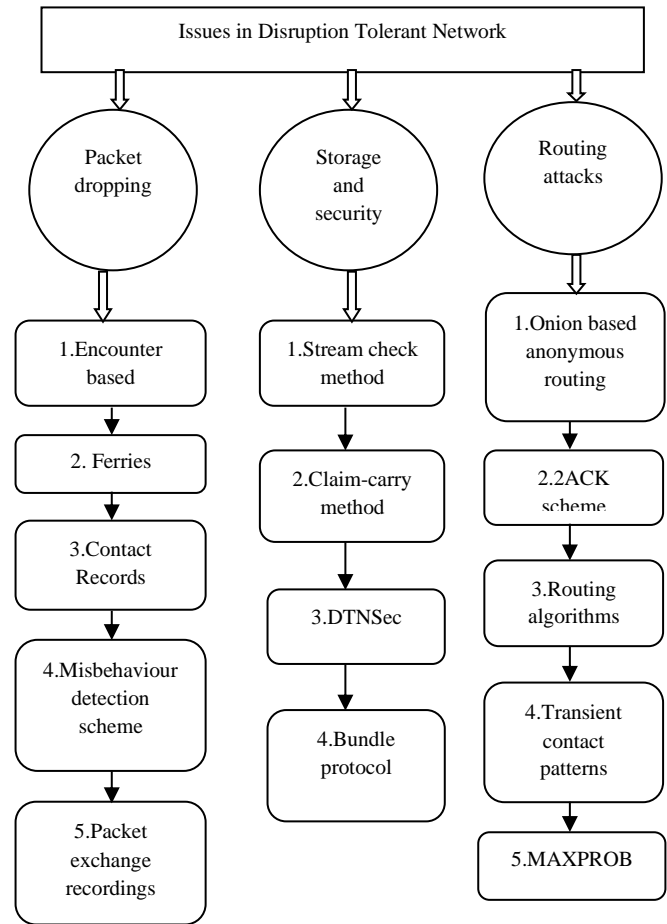 Issues in Disruption Tolerant Network
Packet
dropping
Storage
and
security
Routing
attacks
1.Encounter
based
2. Ferries
3.Contact
Records
4.Misbehaviour
detection
scheme
5.Packet
exchange
recordings
1.Stream check
method
2.Claim-carry
method
3.DTNSec
4.Bundle
protocol
1.Onion based
anonymous
routing
2.2ACK
scheme
3.Routing
algorithms
4.Transient
contact
patterns
5.MAXPROB